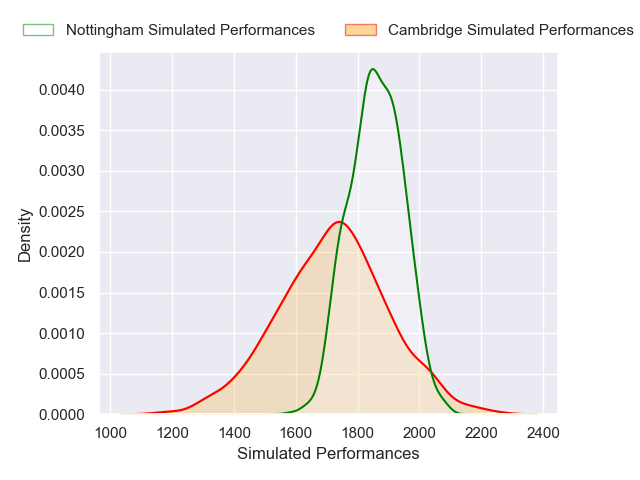 Nottingham Simulated Performances
Cambridge Simulated Performances
0.0040
0.0035
0.0030
0.0025
0.0020
0.0015
0.0010
0.0005
0.0000
Density
1000 1200 1400 1600 1800 2000 2200 2400
Simulated Performances